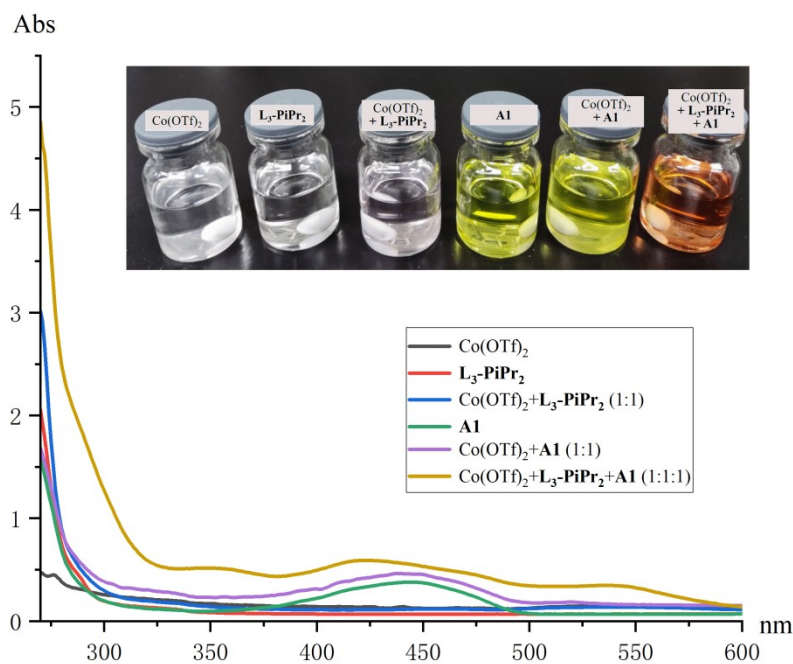 Abs
5
4
3
2
1
0
300
350
400
450
500
550
600
nm
Co(OTf)₂
L₃-PiPr₂
Co(OTf)₂
+ L₃-PiPr₂
A1
Co(OTf)₂
+ A1
Co(OTf)₂
+ L₃-PiPr₂
+ A1
Co(OTf)₂
L₃-PiPr₂
Co(OTf)₂+L₃-PiPr₂ (1:1)
A1
Co(OTf)₂+A1 (1:1)
Co(OTf)₂+L₃-PiPr₂+A1 (1:1:1)